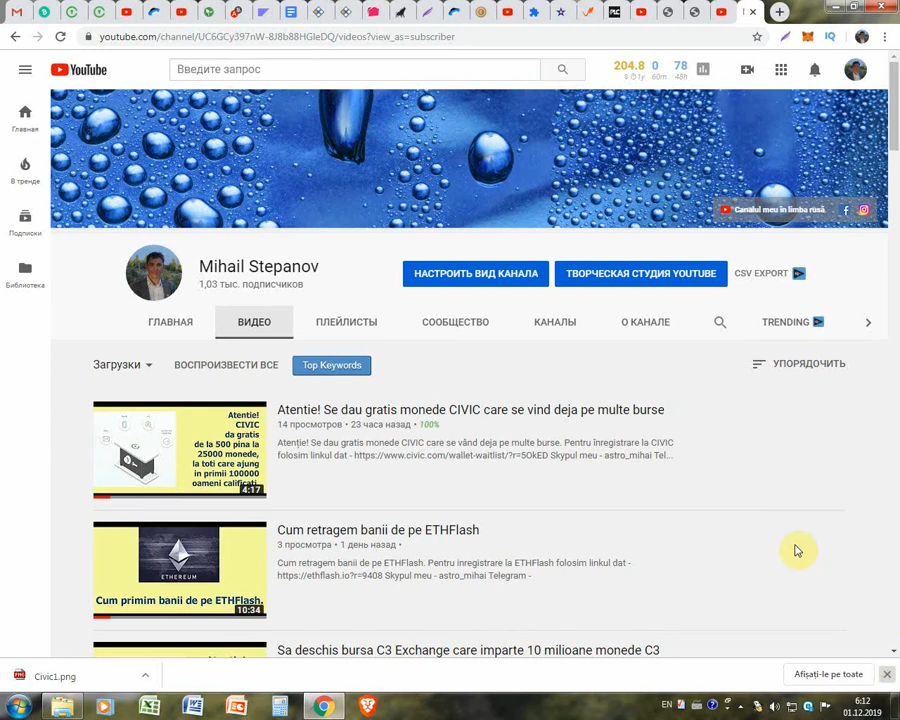 youtube.com/channel/UC6GCy397nW-8J8b88HGleDQ/videos?view_as=subscriber
YouTube
Введите запрос
204.8 0 78
$ ⏱1y 60m 48h
Главная
В тренде
Подписки
Библиотека
Canalul meu în limba rusă
Mihail Stepanov
1,03 тыс. подписчиков
НАСТРОИТЬ ВИД КАНАЛА
ТВОРЧЕСКАЯ СТУДИЯ YOUTUBE
CSV EXPORT
ГЛАВНАЯ
ВИДЕО
ПЛЕЙЛИСТЫ
СООБЩЕСТВО
КАНАЛЫ
О КАНАЛЕ
TRENDING
Загрузки
ВОСПРОИЗВЕСТИ ВСЕ
Top Keywords
УПОРЯДОЧИТЬ
Atentie!
CIVIC
da gratis
de la 500 pina la
25000 monede,
la toti care ajung
in primii 100000
oameni calificati.
4:17
Atentie! Se dau gratis monede CIVIC care se vind deja pe multe burse
14 просмотров • 23 часа назад • 100%
Atenție! Se dau gratis monede CIVIC care se vând deja pe multe burse. Pentru înregistrare la CIVIC
folosim linkul dat - https://www.civic.com/wallet-waitlist/?r=5OkED Skypul meu - astro_mihai Tel...
ETHEREUM
Cum primim banii de pe ETHFlash.
10:34
Cum retragem banii de pe ETHFlash
3 просмотра • 1 день назад •
Cum retragem banii de pe ETHFlash. Pentru inregistrare la ETHFlash folosim linkul dat -
https://ethflash.io?r=9408 Skypul meu - astro_mihai Telegram -
Sa deschis bursa C3 Exchange care imparte 10 milioane monede C3
Civic1.png
Afișați-le pe toate
EN
6:12
01.12.2019